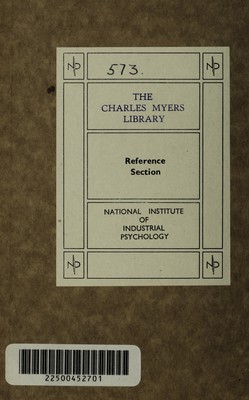 573.
THE
CHARLES MYERS
LIBRARY
Reference
Section
NATIONAL INSTITUTE
OF
INDUSTRIAL
PSYCHOLOGY
22500452701